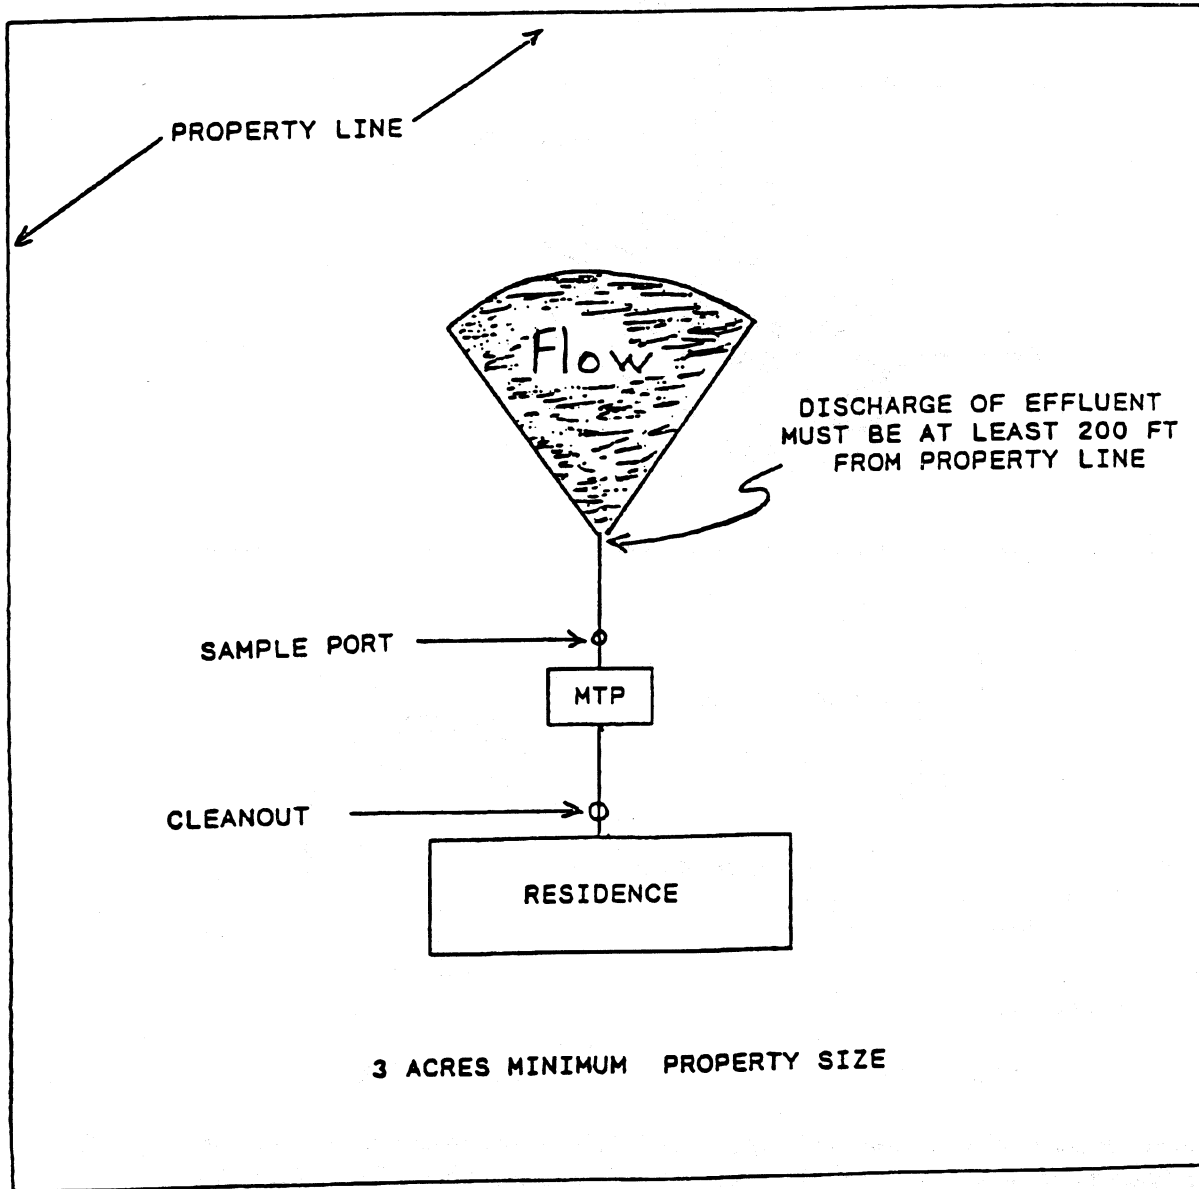 PROPERTY LINE
Flow
DISCHARGE OF EFFLUENT
MUST BE AT LEAST 200 FT
FROM PROPERTY LINE
SAMPLE PORT
MTP
CLEANOUT
RESIDENCE
3 ACRES MINIMUM PROPERTY SIZE